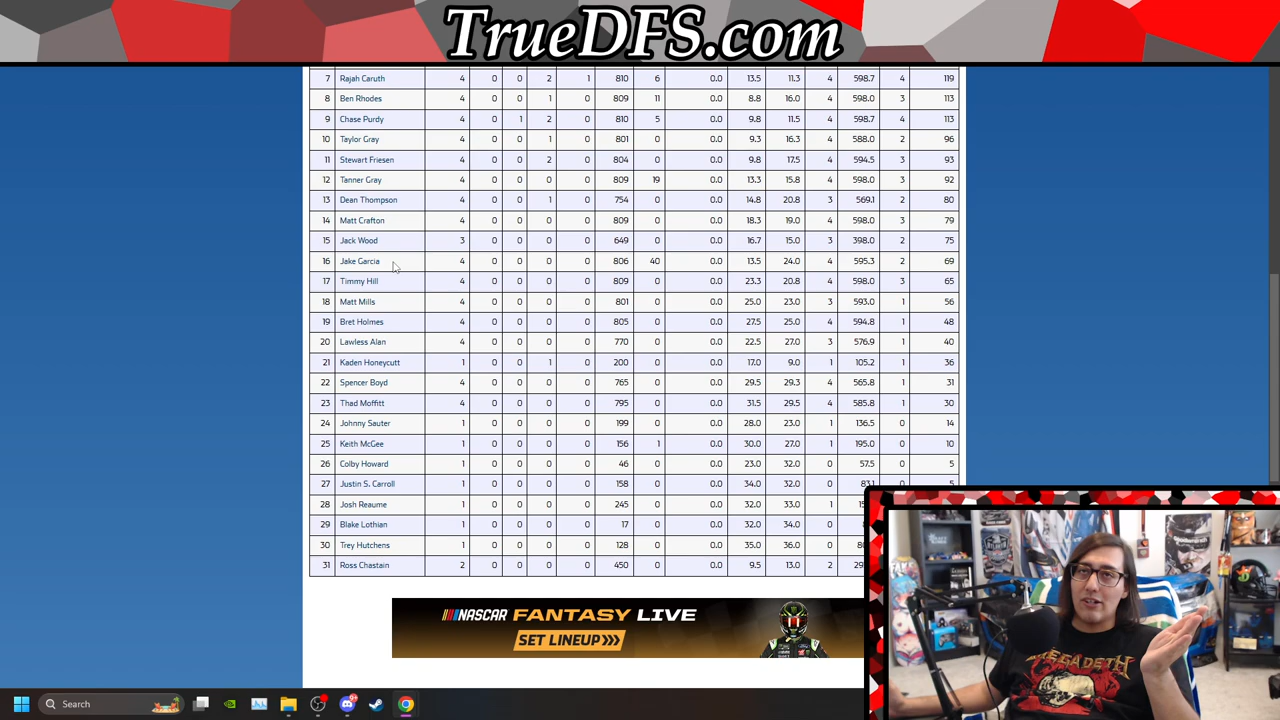 TrueDFS.com
7 Rajah Caruth 4 0 0 2 1 810 6 0.0 13.5 11.3 4 598.7 4 119
8 Ben Rhodes 4 0 0 1 0 809 11 0.0 8.8 16.0 4 598.0 3 113
9 Chase Purdy 4 0 1 2 0 810 5 0.0 9.8 11.5 4 598.7 4 113
10 Taylor Gray 4 0 0 1 0 801 0 0.0 9.3 16.3 4 588.0 2 96
11 Stewart Friesen 4 0 0 2 0 804 0 0.0 9.8 17.5 4 594.5 3 93
12 Tanner Gray 4 0 0 0 0 809 19 0.0 13.3 15.8 4 598.0 3 92
13 Dean Thompson 4 0 0 1 0 754 0 0.0 14.8 20.8 3 569.1 2 80
14 Matt Crafton 4 0 0 0 0 809 0 0.0 18.3 19.0 4 598.0 3 79
15 Jack Wood 3 0 0 0 0 649 0 0.0 16.7 15.0 3 398.0 2 75
16 Jake Garcia 4 0 0 0 0 806 40 0.0 13.5 24.0 4 595.3 2 69
17 Timmy Hill 4 0 0 0 0 809 0 0.0 23.3 20.8 4 598.0 3 65
18 Matt Mills 4 0 0 0 0 801 0 0.0 25.0 23.0 3 593.0 1 56
19 Bret Holmes 4 0 0 0 0 805 0 0.0 27.5 25.0 4 594.8 1 48
20 Lawless Alan 4 0 0 0 0 770 0 0.0 22.5 27.0 3 576.9 1 40
21 Kaden Honeycutt 1 0 0 1 0 200 0 0.0 17.0 9.0 1 105.2 1 36
22 Spencer Boyd 4 0 0 0 0 765 0 0.0 29.5 29.3 4 565.8 1 31
23 Thad Moffitt 4 0 0 0 0 795 0 0.0 31.5 29.5 4 585.8 1 30
24 Johnny Sauter 1 0 0 0 0 199 0 0.0 28.0 23.0 1 136.5 0 14
25 Keith McGee 1 0 0 0 0 156 1 0.0 30.0 27.0 1 195.0 0 10
26 Colby Howard 1 0 0 0 0 46 0 0.0 23.0 32.0 0 57.5 0 5
27 Justin S. Carroll 1 0 0 0 0 158 0 0.0 34.0 32.0 0 83.1 0 5
28 Josh Reaume 1 0 0 0 0 245 0 0.0 32.0 33.0 1
29 Blake Lothian 1 0 0 0 0 17 0 0.0 32.0 34.0 0
30 Trey Hutchens 1 0 0 0 0 128 0 0.0 35.0 36.0 0
31 Ross Chastain 2 0 0 0 0 450 0 0.0 9.5 13.0 2
NASCAR FANTASY LIVE
SET LINEUP
MEGADETH
Search
9+